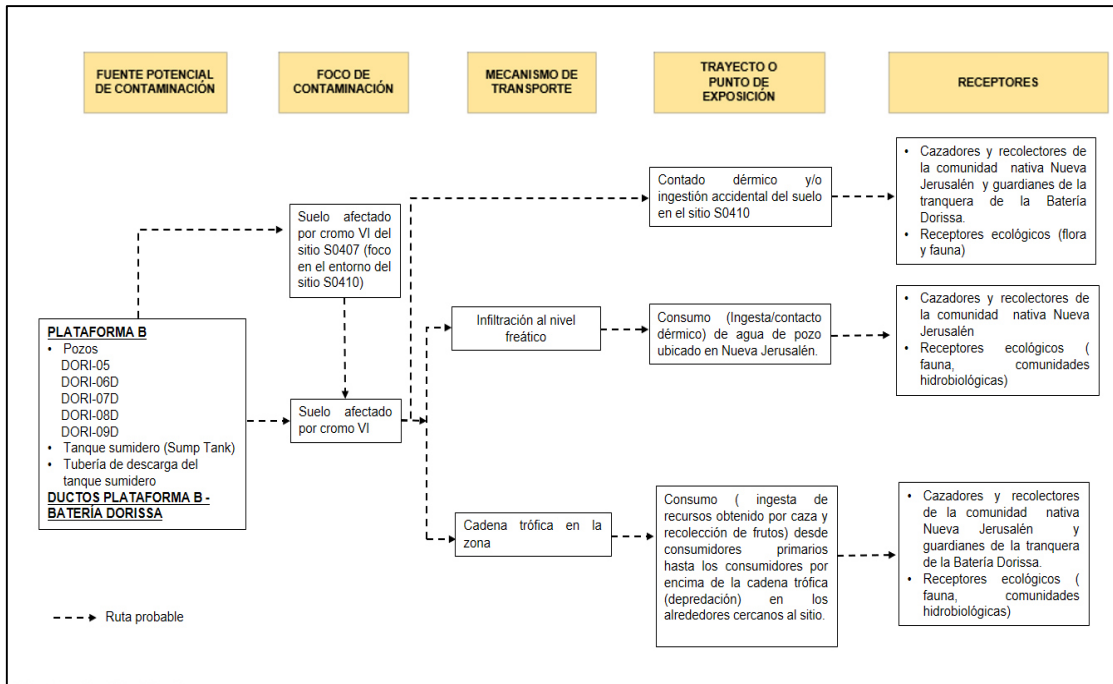 FUENTE POTENCIAL
DE CONTAMINACIÓN
FOCO DE
CONTAMINACIÓN
MECANISMO DE
TRANSPORTE
TRAYECTO O
PUNTO DE
EXPOSICIÓN
RECEPTORES
PLATAFORMA B
• Pozos
DORI-05
DORI-06D
DORI-07D
DORI-08D
DORI-09D
• Tanque sumidero (Sump Tank)
• Tubería de descarga del
tanque sumidero
DUCTOS PLATAFORMA B -
BATERÍA DORISSA
Suelo afectado
por cromo VI del
sitio S0407 (foco
en el entorno del
sitio S0410)
Suelo afectado
por cromo VI
Infiltración al nivel
freático
Cadena trófica en la
zona
Contado dérmico y/o
ingestión accidental del suelo
en el sitio S0410
Consumo (Ingesta/contacto
dérmico) de agua de pozo
ubicado en Nueva Jerusalén.
Consumo ( ingesta de
recursos obtenido por caza y
recolección de frutos) desde
consumidores primarios
hasta los consumidores por
encima de la cadena trófica
(depredación) en los
alrededores cercanos al sitio.
• Cazadores y recolectores de
la comunidad nativa Nueva
Jerusalén y guardianes de la
tranquera de la Batería
Dorissa.
• Receptores ecológicos (flora
y fauna)
• Cazadores y recolectores de
la comunidad nativa Nueva
Jerusalén
• Receptores ecológicos (
fauna, comunidades
hidrobiológicas)
• Cazadores y recolectores
de la comunidad nativa
Nueva Jerusalén y
guardianes de la tranquera
de la Batería Dorissa.
• Receptores ecológicos (
fauna, comunidades
hidrobiológicas)
Ruta probable